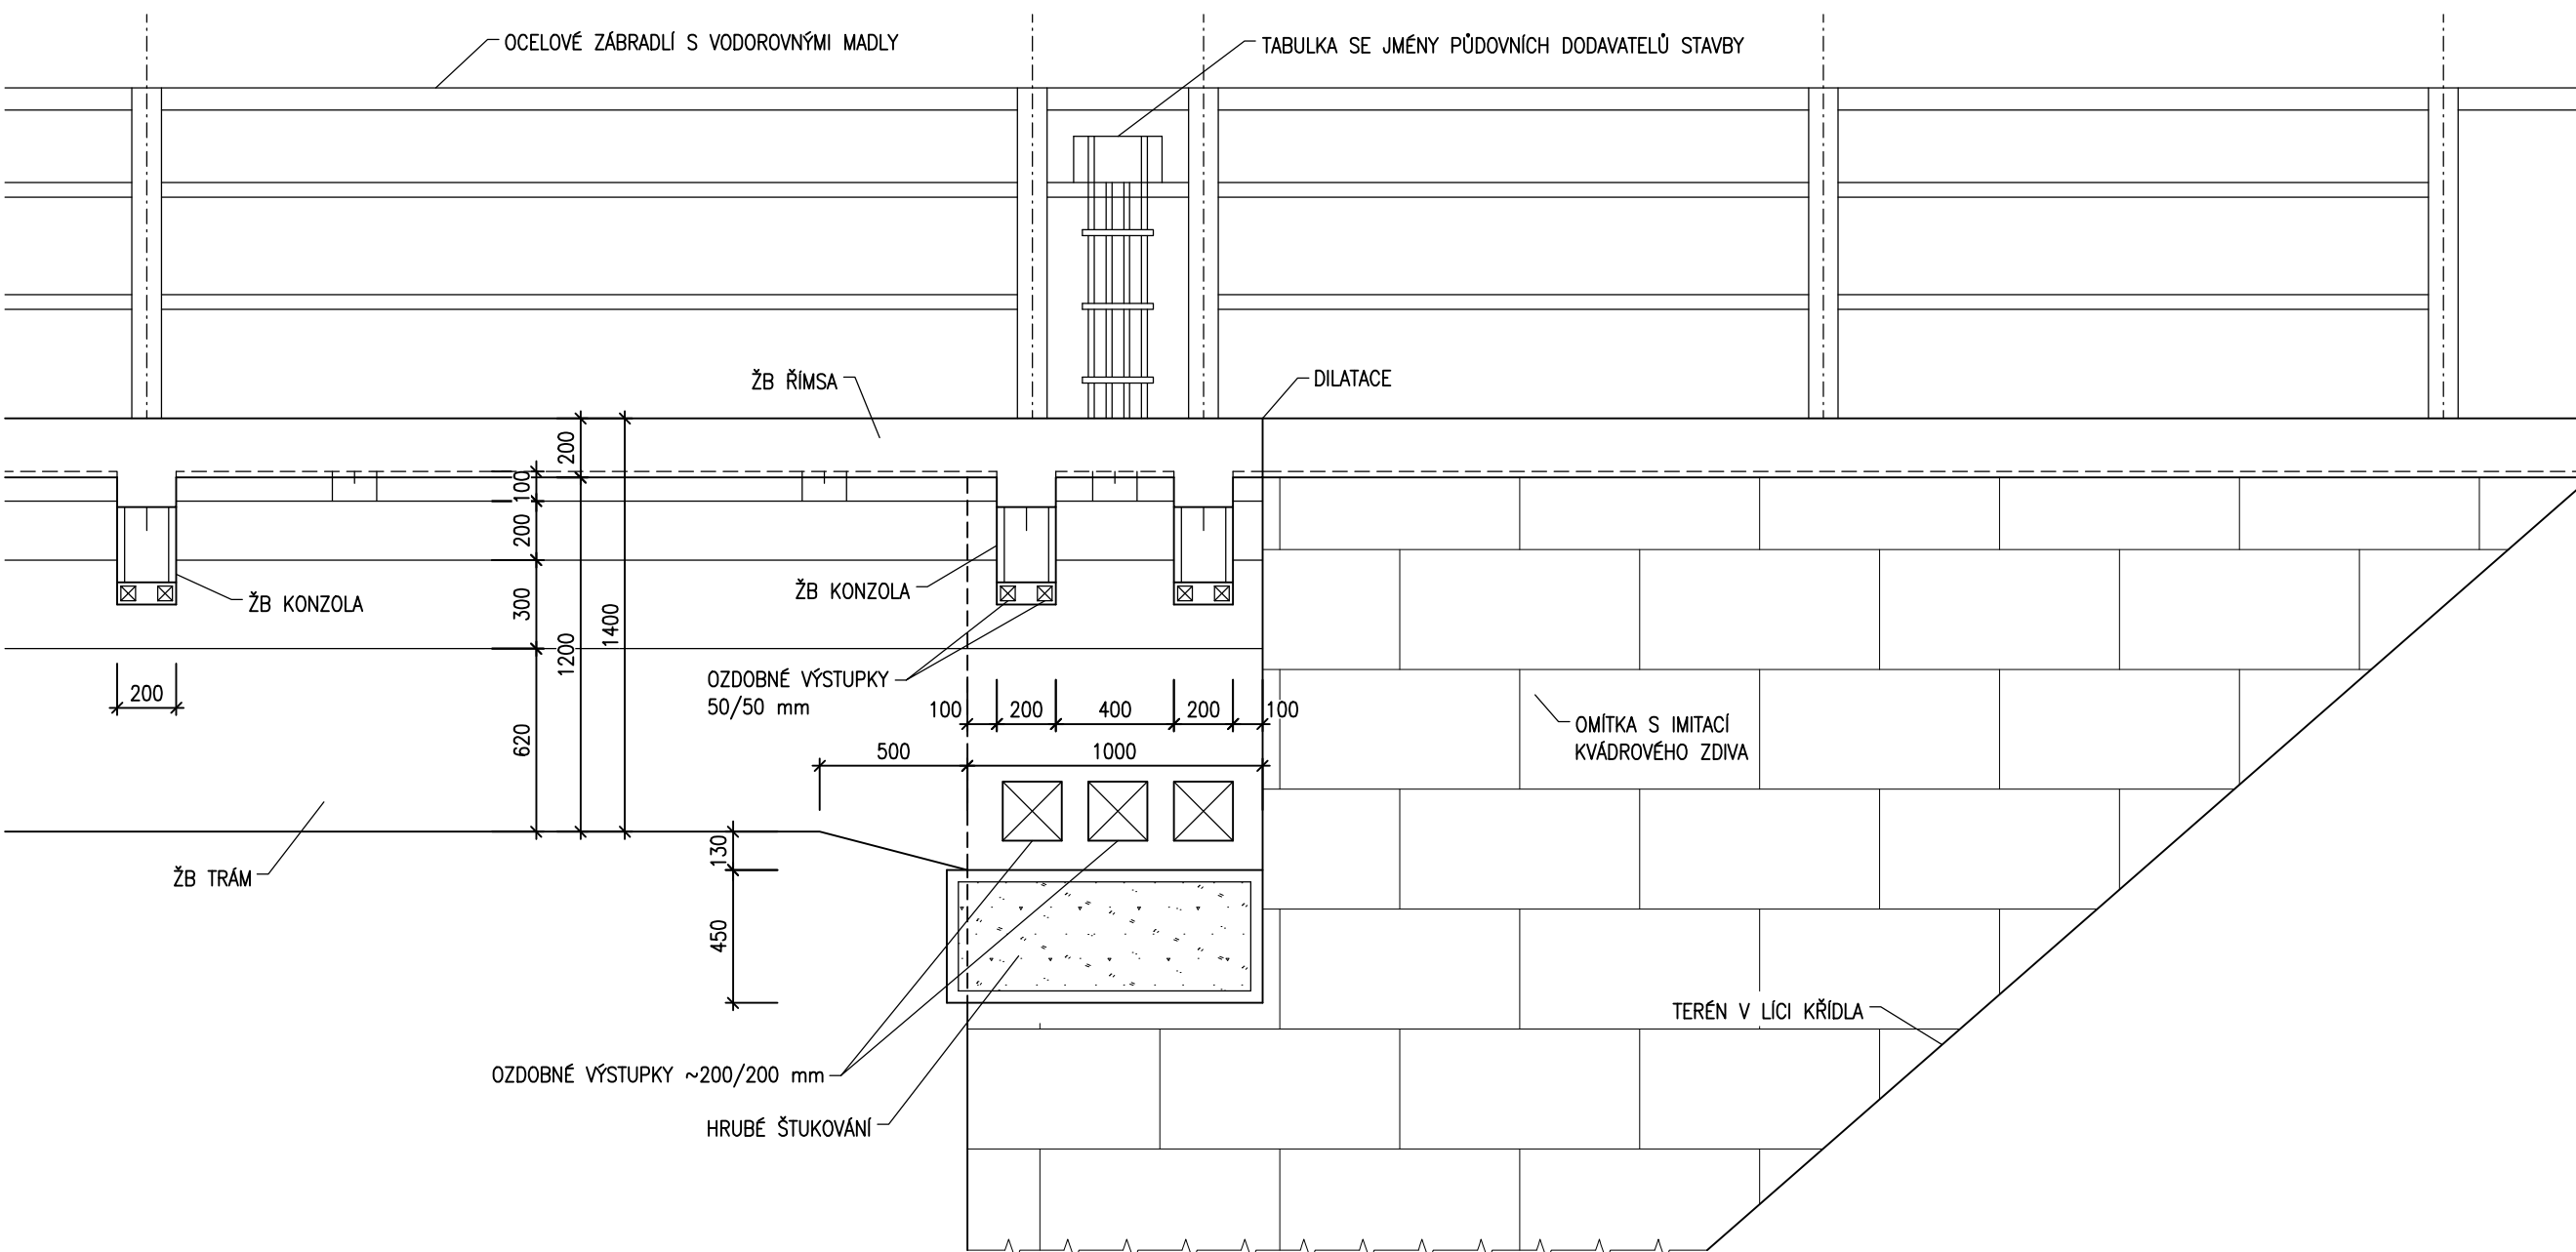 OCELOVÉ ZÁBRADLÍ S VODOROVNÝMI MADLY
TABULKA SE JMÉNY PŮDOVNÍCH DODAVATELŮ STAVBY
ŽB ŘÍMSA
DILATACE
200
100
200
300
620
1200
1400
ŽB KONZOLA
ŽB KONZOLA
200
OZDOBNÉ VÝSTUPKY
50/50 mm
100
200
400
200
100
500
1000
OMÍTKA S IMITACÍ
KVÁDROVÉHO ZDIVA
ŽB TRÁM
130
450
TERÉN V LÍCI KŘÍDLA
OZDOBNÉ VÝSTUPKY ~200/200 mm
HRUBÉ ŠTUKOVÁNÍ